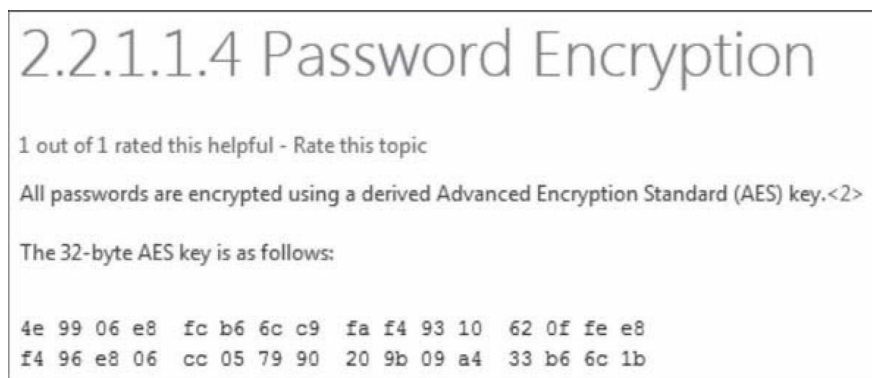 2.2.1.1.4 Password Encryption
1 out of 1 rated this helpful - Rate this topic
All passwords are encrypted using a derived Advanced Encryption Standard (AES) key.<2>
The 32-byte AES key is as follows:
4e 99 06 e8 fc b6 6c c9 fa f4 93 10 62 0f fe e8
f4 96 e8 06 cc 05 79 90 20 9b 09 a4 33 b6 6c 1b